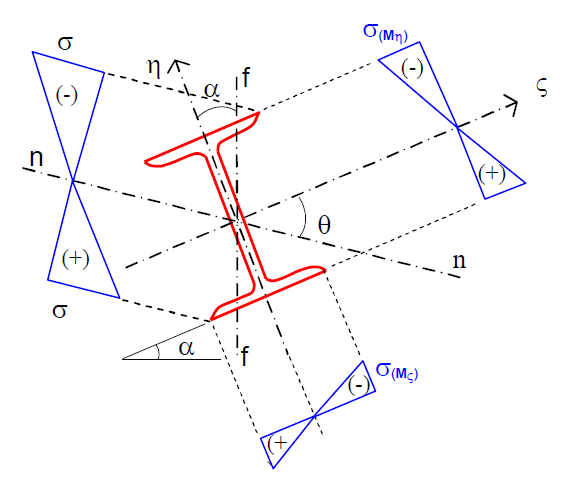 σ(Mη)
σ
η
f
(-)
α
ς
(-)
n
(+)
θ
(+)
n
σ
α
f
σ(Mς)
(-)
(+